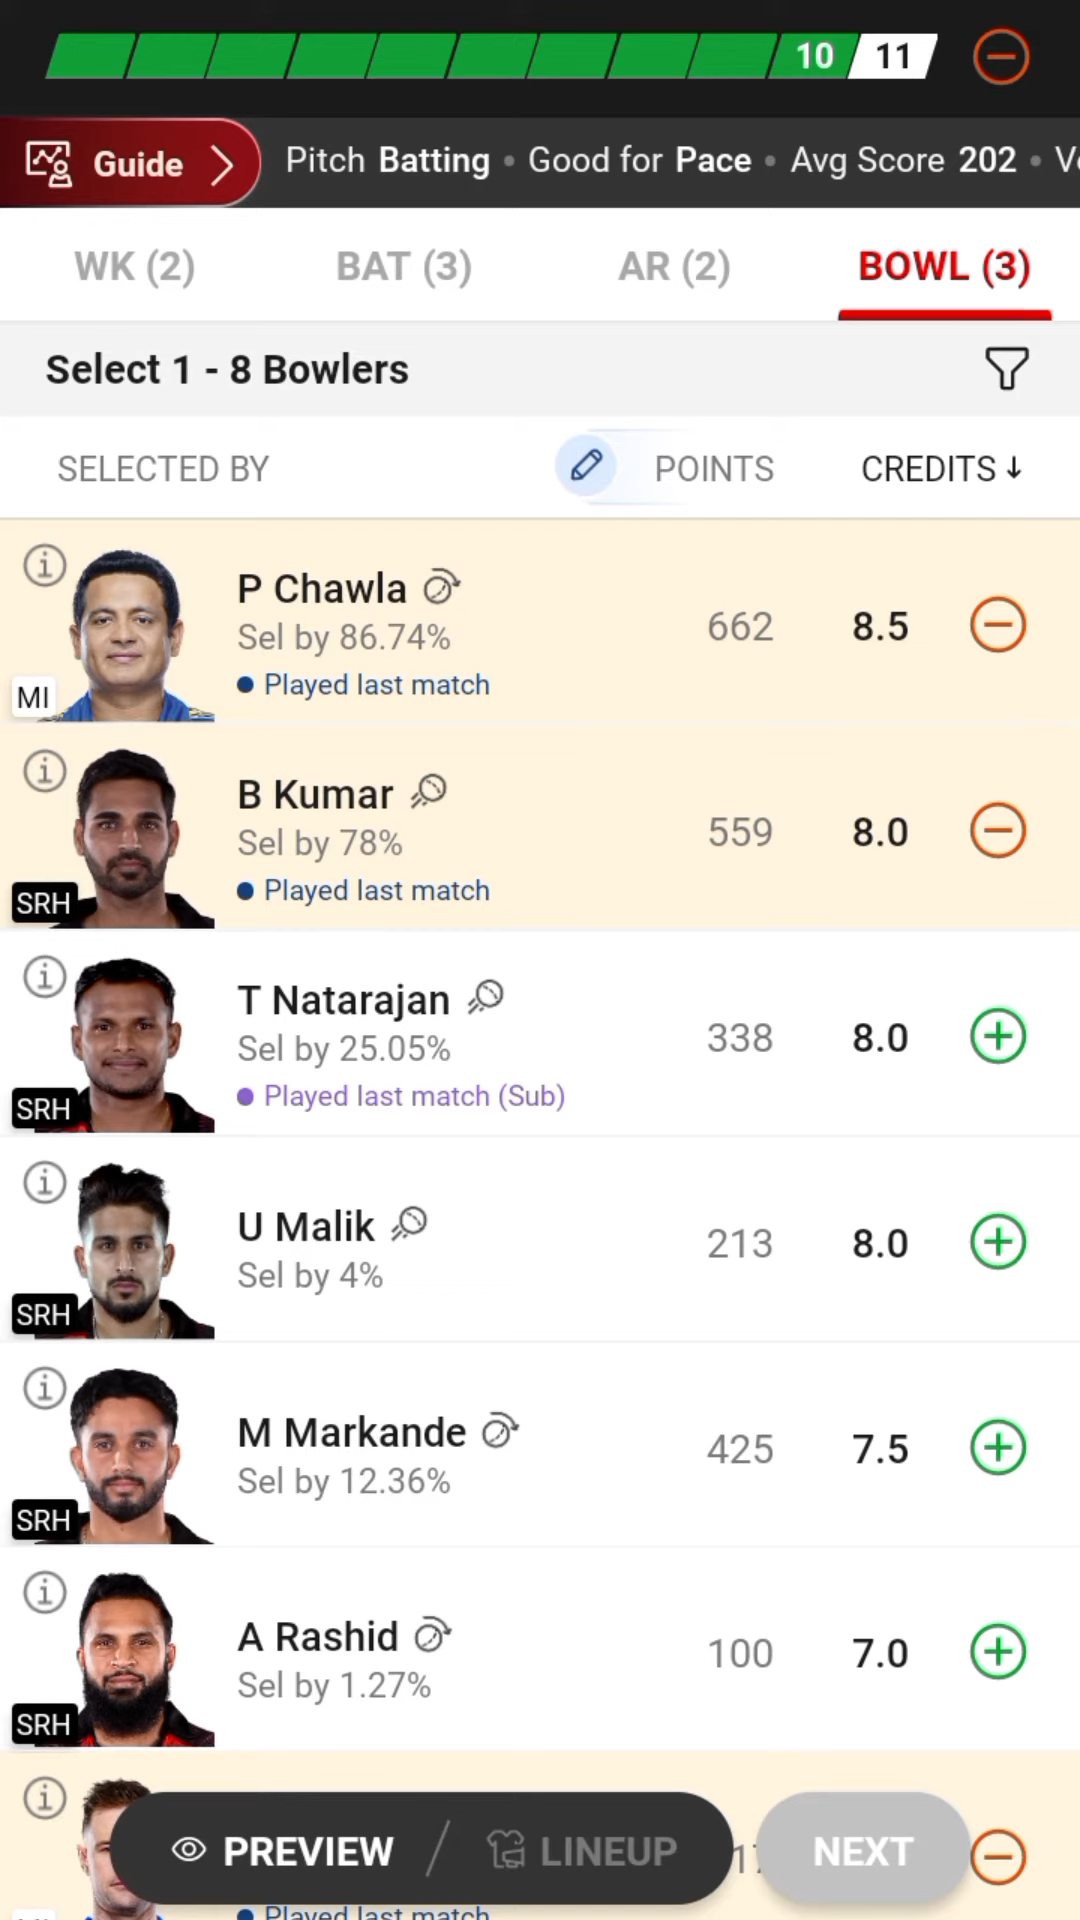 10 11
Guide Pitch Batting • Good for Pace • Avg Score 202 •
WK (2) BAT (3) AR (2) BOWL (3)
Select 1 - 8 Bowlers
SELECTED BY POINTS CREDITS ↓
P Chawla
Sel by 86.74% 662 8.5
MI • Played last match
B Kumar
Sel by 78% 559 8.0
SRH • Played last match
T Natarajan
Sel by 25.05% 338 8.0
SRH • Played last match (Sub)
U Malik 213 8.0
Sel by 4%
SRH
M Markande 425 7.5
Sel by 12.36%
SRH
A Rashid 100 7.0
Sel by 1.27%
SRH
PREVIEW / LINEUP NEXT
• Played last match